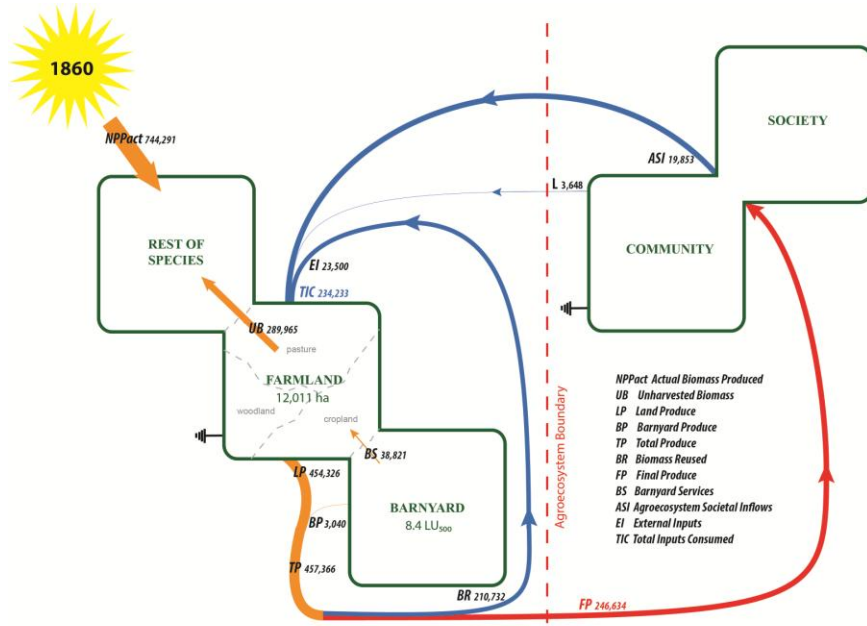 1860
NPPact 744,291
SOCIETY
ASI 19,853
L 3,648
REST OF
SPECIES
COMMUNITY
EI 23,500
TIC 234,233
UB 289,965
pasture
FARMLAND
12,011 ha
woodland
cropland
BS 38,821
LP 454,326
BARNYARD
8.4 LU500
BP 3,040
TP 457,366
BR 210,732
FP 246,634
Agroecosystem Boundary
NPPact Actual Biomass Produced
UB Unharvested Biomass
LP Land Produce
BP Barnyard Produce
TP Total Produce
BR Biomass Reused
FP Final Produce
BS Barnyard Services
ASI Agroecosystem Societal Inflows
EI External Inputs
TIC Total Inputs Consumed